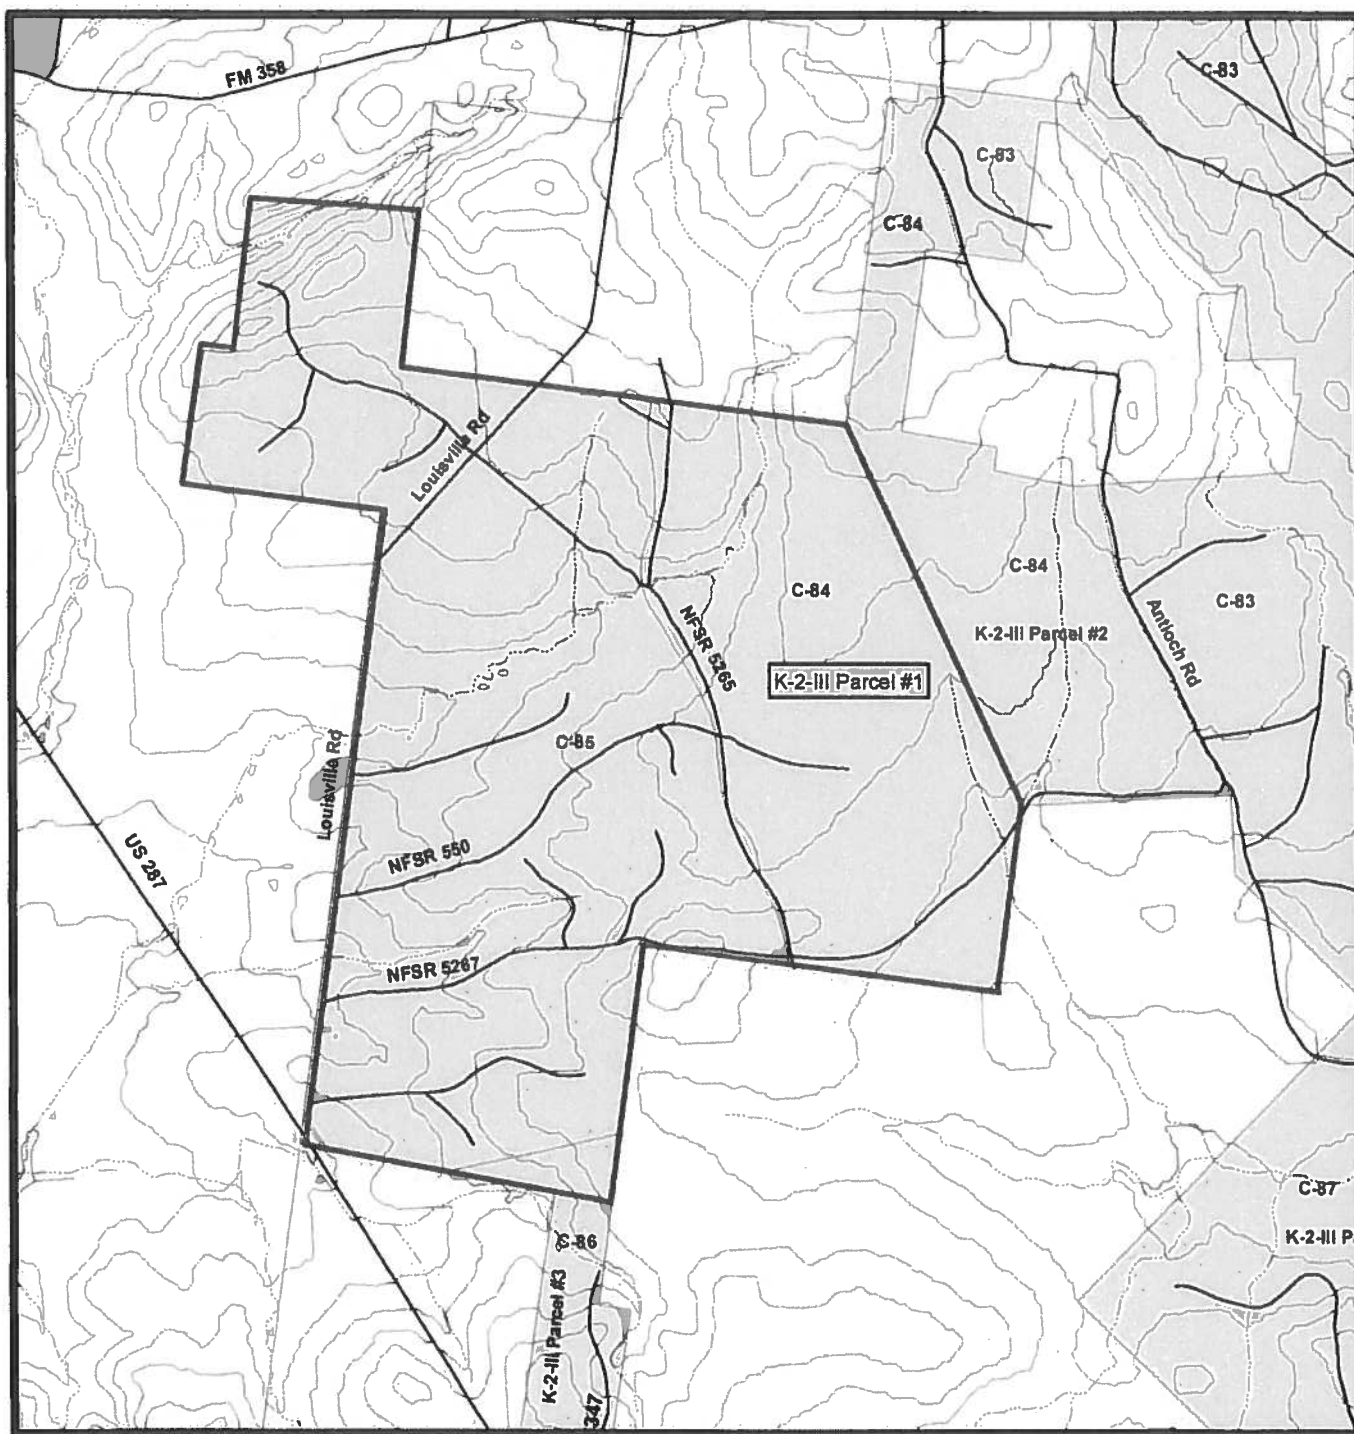 FM 358
C-83
C-83
C-84
Louisville Rd
C-84
C-84
C-83
Antioch Rd
K-2-III Parcel #2
NFSR 5265
K-2-III Parcel #1
C-85
Louisville Rd
US 287
NFSR 550
NFSR 5267
C-87
K-2-III P
C-86
K-2-III Parcel #3
347